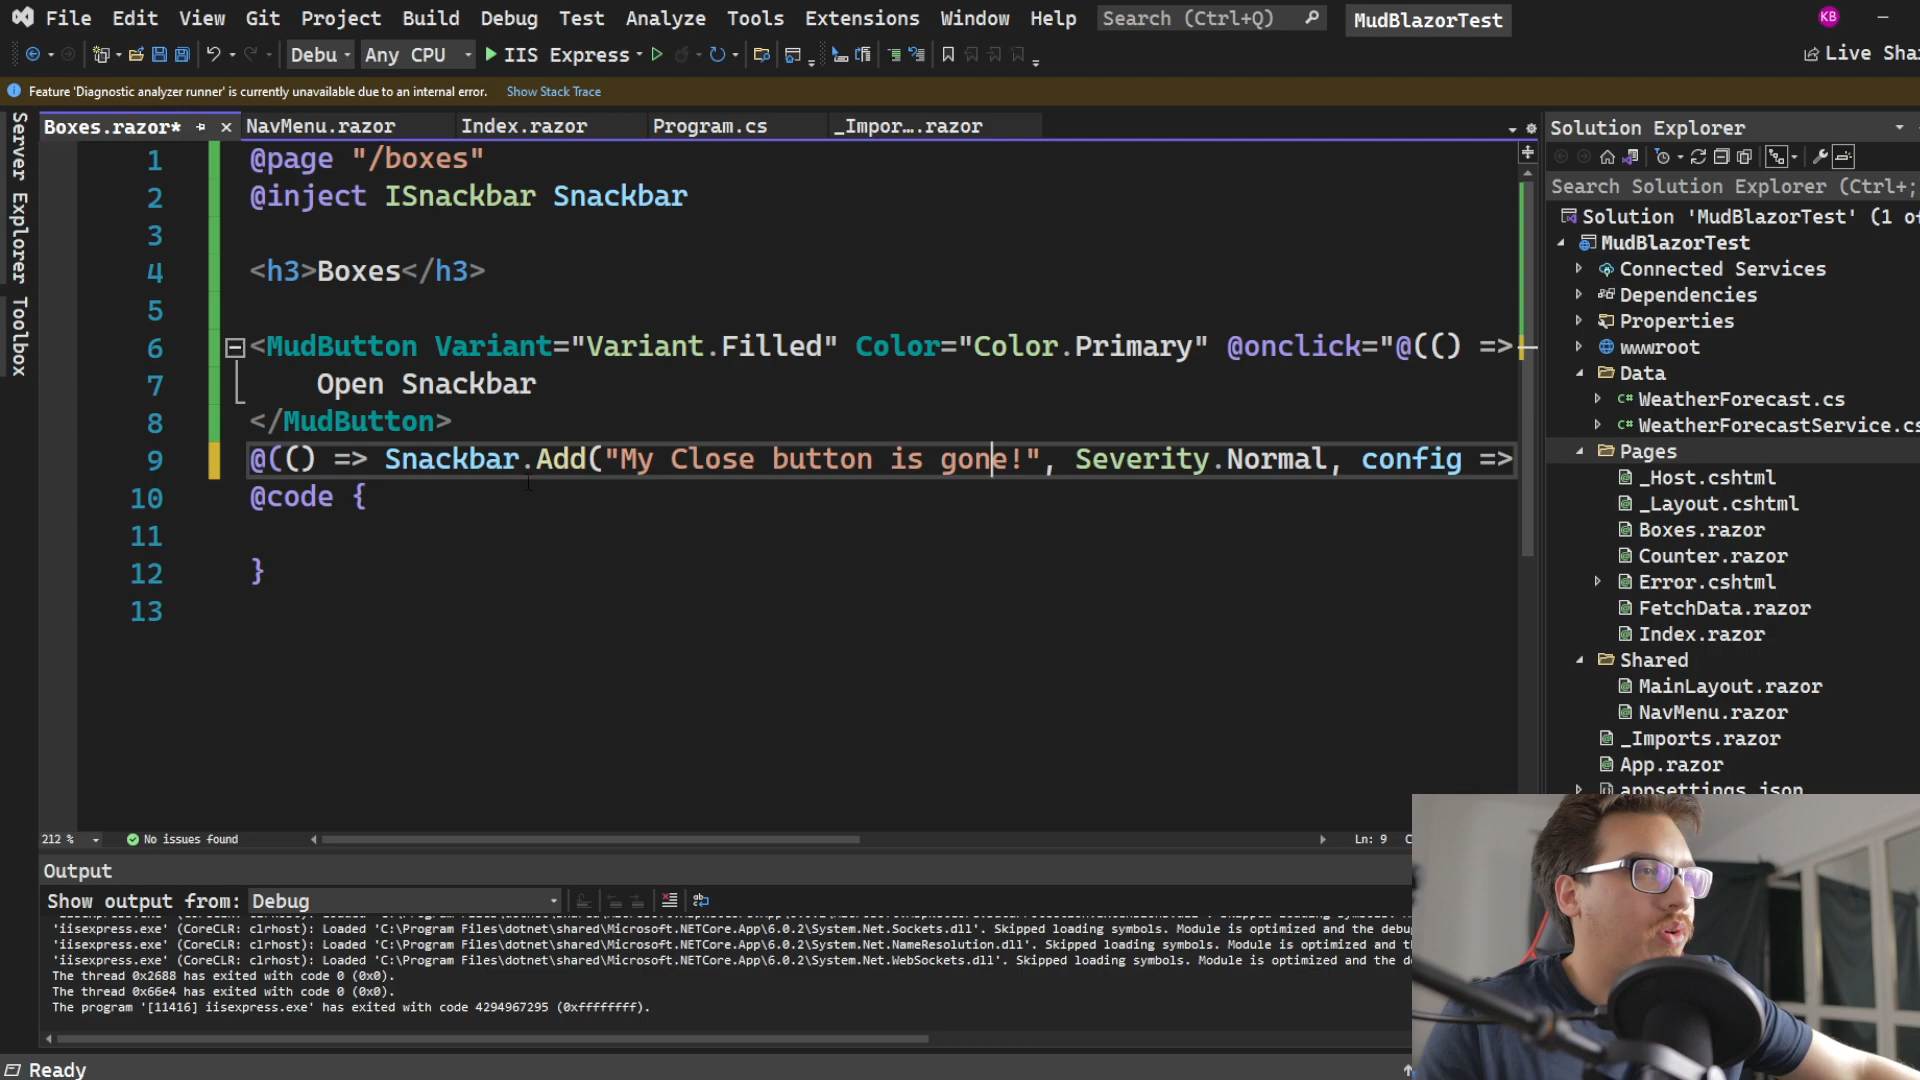 File Edit View Git Project Build Debug Test Analyze Tools Extensions Window Help Search (Ctrl+Q) MudBlazorTest KB
Debu Any CPU IIS Express Live Sha
Feature 'Diagnostic analyzer runner' is currently unavailable due to an internal error. Show Stack Trace
Server Explorer
Toolbox
Boxes.razor* NavMenu.razor Index.razor Program.cs _Impor….razor
1 @page "/boxes"
2 @inject ISnackbar Snackbar
3
4 <h3>Boxes</h3>
5
6 <MudButton Variant="Variant.Filled" Color="Color.Primary" @onclick="@(() =>
7 Open Snackbar
8 </MudButton>
9 @(() => Snackbar.Add("My Close button is gone!", Severity.Normal, config =>
10 @code {
11
12 }
13
212 % No issues found Ln: 9 C
Solution Explorer
Search Solution Explorer (Ctrl+;
Solution 'MudBlazorTest' (1 of
MudBlazorTest
Connected Services
Dependencies
Properties
wwwroot
Data
C# WeatherForecast.cs
C# WeatherForecastService.cs
Pages
_Host.cshtml
_Layout.cshtml
Boxes.razor
Counter.razor
Error.cshtml
FetchData.razor
Index.razor
Shared
MainLayout.razor
NavMenu.razor
_Imports.razor
App.razor
appsettings.json
Output
Show output from: Debug
'iisexpress.exe' (CoreCLR: clrhost): Loaded 'C:\Program Files\dotnet\shared\Microsoft.NETCore.App\6.0.2\System.Net.Sockets.dll'. Skipped loading symbols. Module is optimized and the debug
'iisexpress.exe' (CoreCLR: clrhost): Loaded 'C:\Program Files\dotnet\shared\Microsoft.NETCore.App\6.0.2\System.Net.NameResolution.dll'. Skipped loading symbols. Module is optimized and t
'iisexpress.exe' (CoreCLR: clrhost): Loaded 'C:\Program Files\dotnet\shared\Microsoft.NETCore.App\6.0.2\System.Net.WebSockets.dll'. Skipped loading symbols. Module is optimized and the de
The thread 0x2688 has exited with code 0 (0x0).
The thread 0x66e4 has exited with code 0 (0x0).
The program '[11416] iisexpress.exe' has exited with code 4294967295 (0xffffffff).
Ready